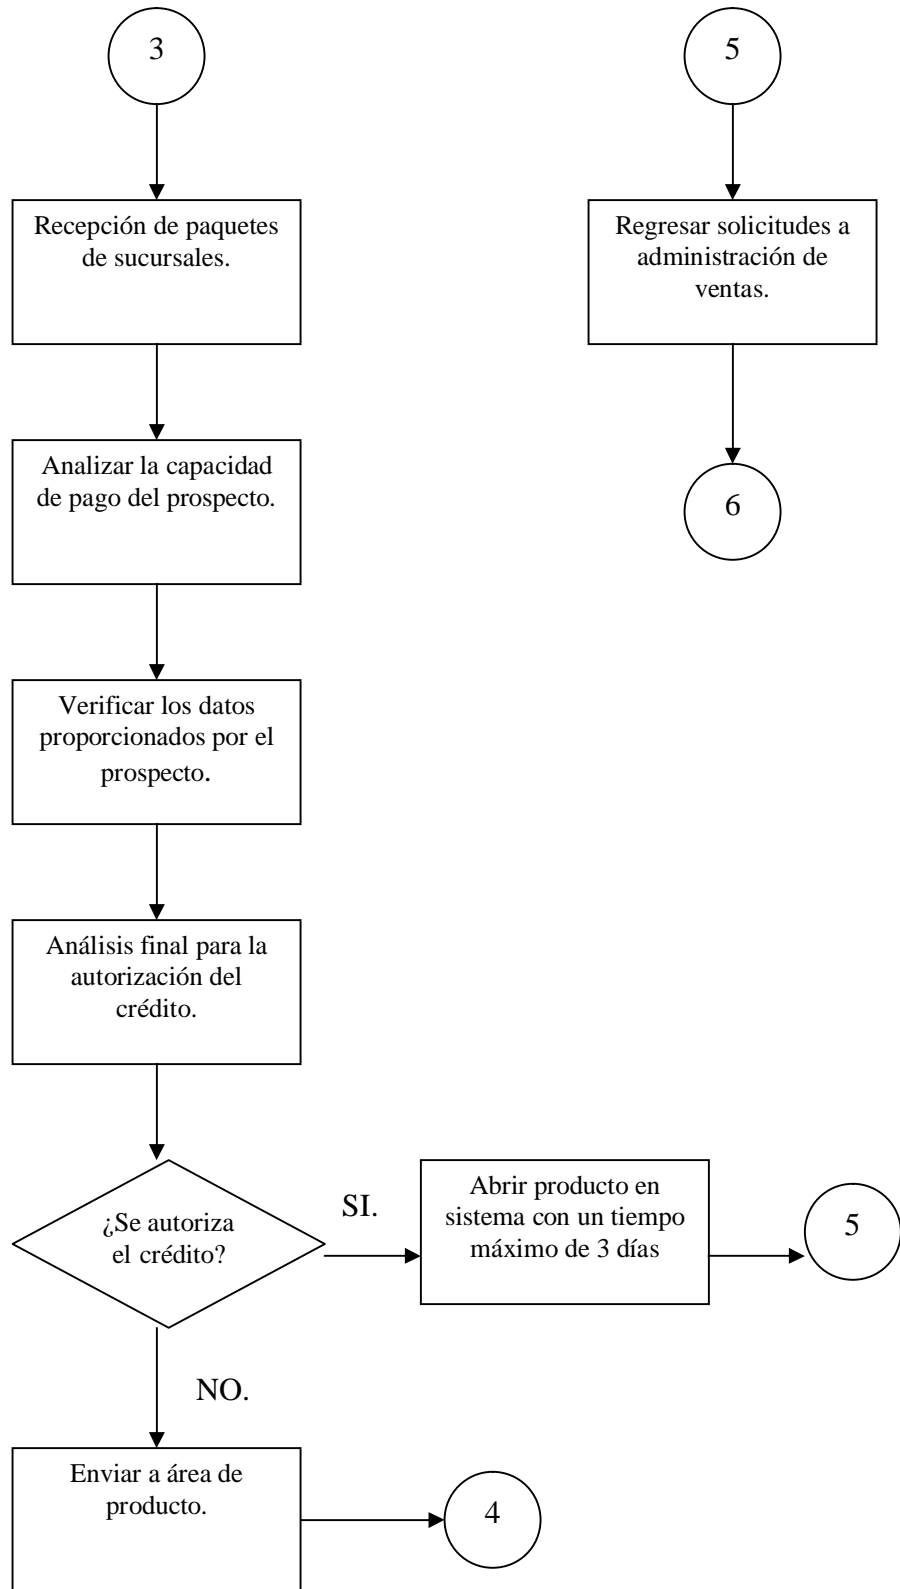 3
Recepción de paquetes
de sucursales.
Analizar la capacidad
de pago del prospecto.
Verificar los datos
proporcionados por el
prospecto.
Análisis final para la
autorización del
crédito.
¿Se autoriza
el crédito?
SI.
Abrir producto en
sistema con un tiempo
máximo de 3 días
5
NO.
Enviar a área de
producto.
4
5
Regresar solicitudes a
administración de
ventas.
6